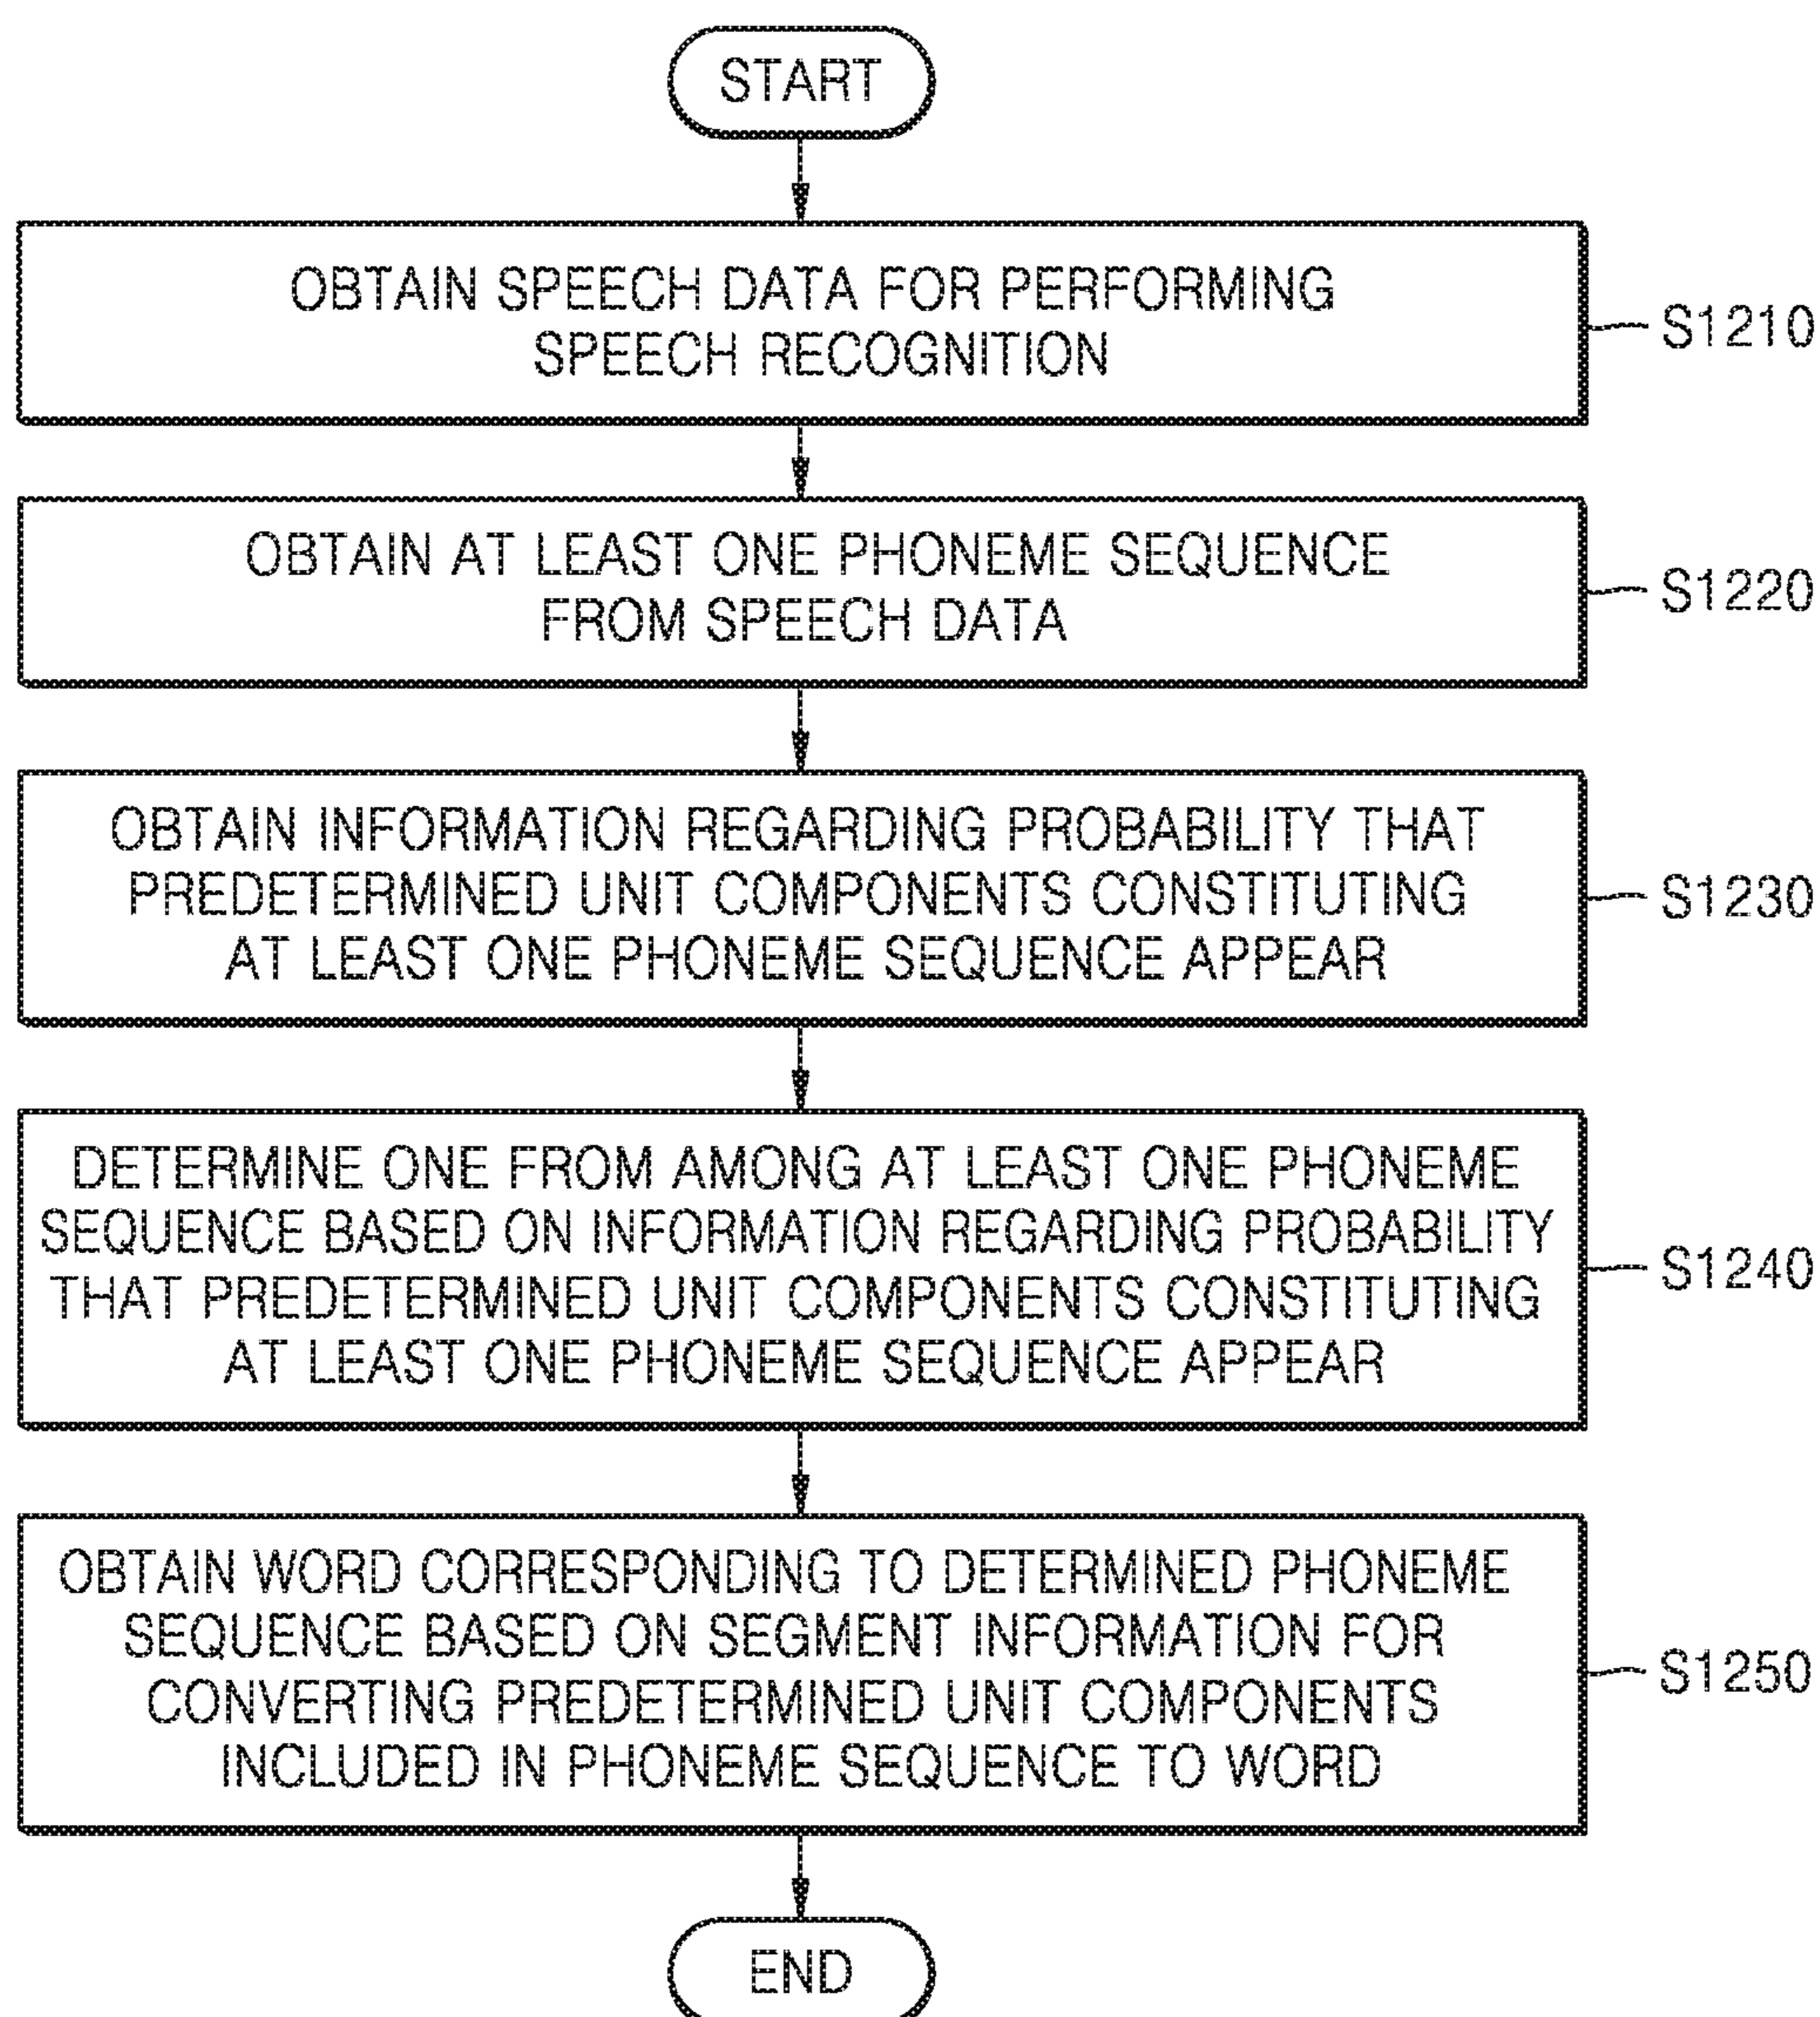 START
OBTAIN SPEECH DATA FOR PERFORMING
SPEECH RECOGNITION
S1210
OBTAIN AT LEAST ONE PHONEME SEQUENCE
FROM SPEECH DATA
S1220
OBTAIN INFORMATION REGARDING PROBABILITY THAT
PREDETERMINED UNIT COMPONENTS CONSTITUTING
AT LEAST ONE PHONEME SEQUENCE APPEAR
S1230
DETERMINE ONE FROM AMONG AT LEAST ONE PHONEME
SEQUENCE BASED ON INFORMATION REGARDING PROBABILITY
THAT PREDETERMINED UNIT COMPONENTS CONSTITUTING
AT LEAST ONE PHONEME SEQUENCE APPEAR
S1240
OBTAIN WORD CORRESPONDING TO DETERMINED PHONEME
SEQUENCE BASED ON SEGMENT INFORMATION FOR
CONVERTING PREDETERMINED UNIT COMPONENTS
INCLUDED IN PHONEME SEQUENCE TO WORD
S1250
END